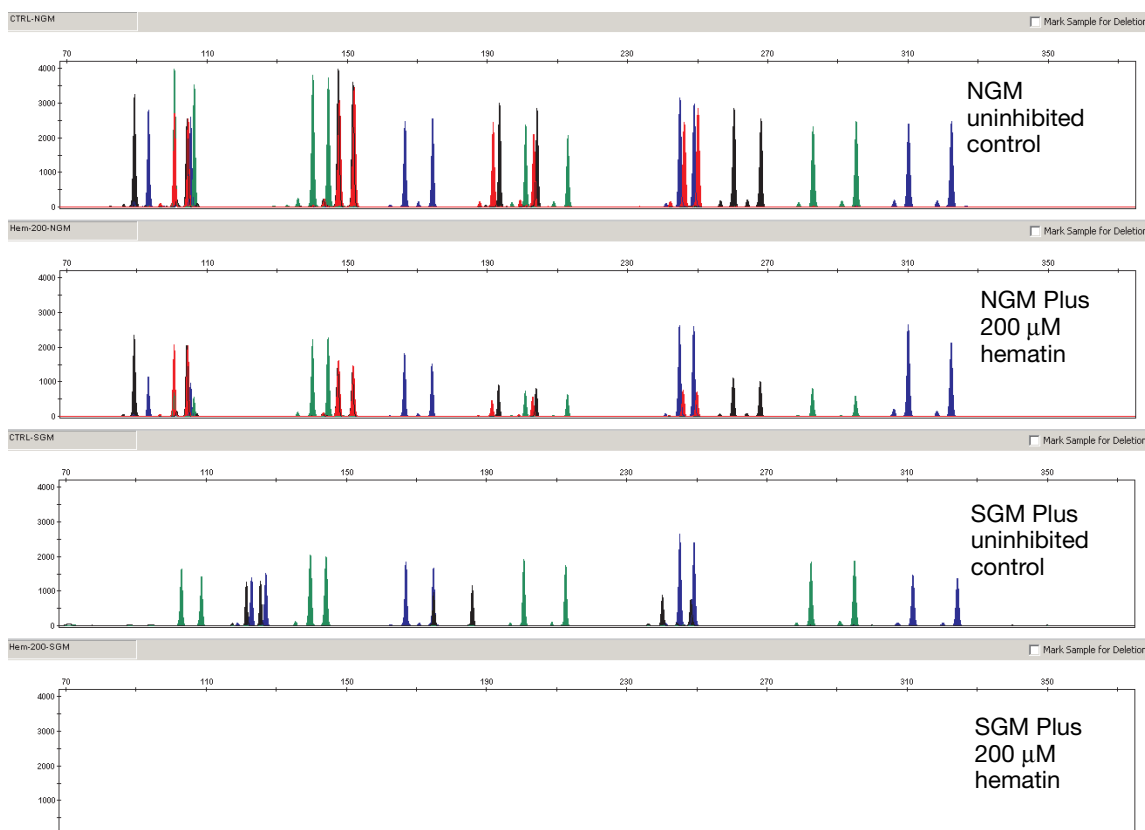 CTRL-NGM
Mark Sample for Deletion
70 110 150 190 230 270 310 350
4000
3000
2000
1000
0
NGM
uninhibited
control
Hem-200-NGM
Mark Sample for Deletion
70 110 150 190 230 270 310 350
4000
3000
2000
1000
0
NGM Plus
200 μM
hematin
CTRL-SGM
Mark Sample for Deletion
70 110 150 190 230 270 310 350
4000
3000
2000
1000
0
SGM Plus
uninhibited
control
Hem-200-SGM
Mark Sample for Deletion
70 110 150 190 230 270 310 350
4000
3000
2000
1000
SGM Plus
200 μM
hematin